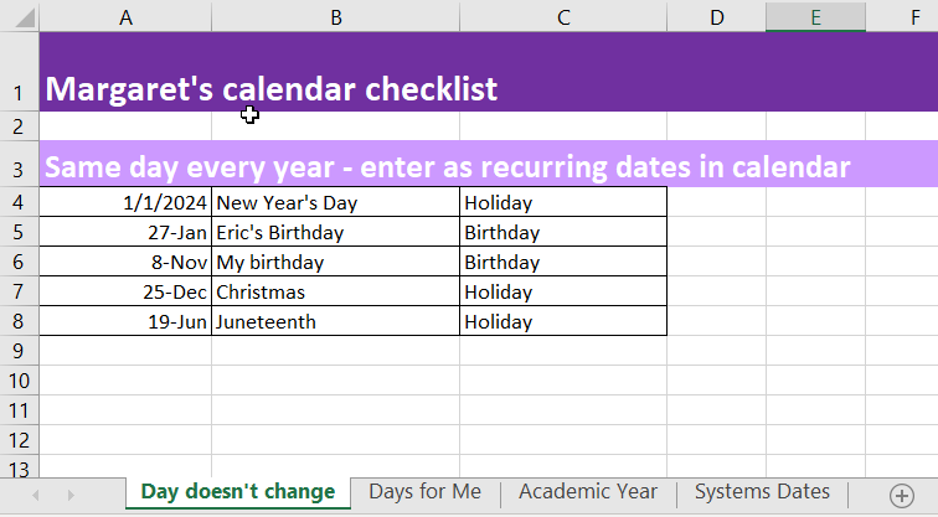 A B C D E F
1 Margaret's calendar checklist
2
3 Same day every year - enter as recurring dates in calendar
4 1/1/2024 New Year's Day Holiday
5 27-Jan Eric's Birthday Birthday
6 8-Nov My birthday Birthday
7 25-Dec Christmas Holiday
8 19-Jun Juneteenth Holiday
9
10
11
12
13
Day doesn't change Days for Me Academic Year Systems Dates